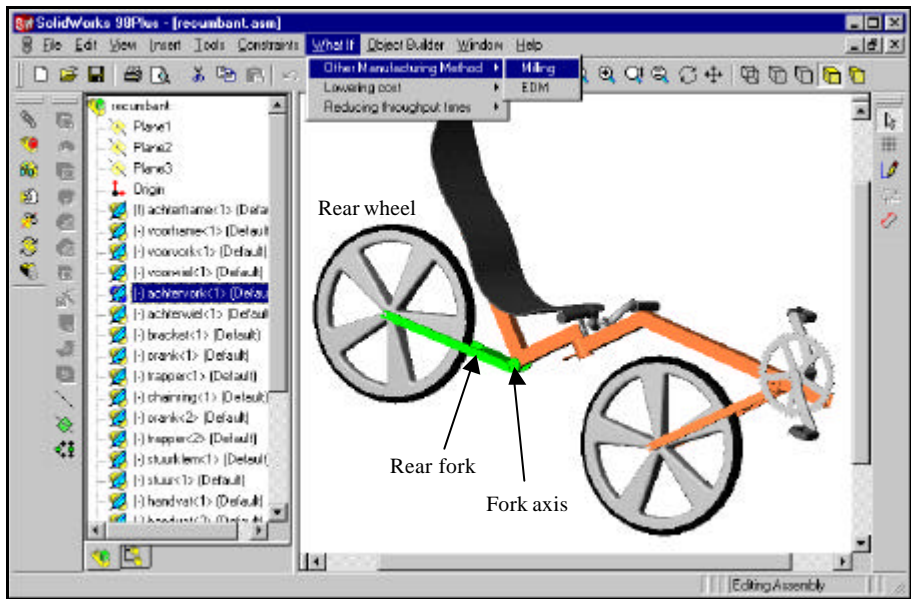 SolidWorks 98Plus - [recumbant.asm]
File Edit View Insert Tools Constraints What If Object Builder Window Help
Other Manufacturing Method
Milling
Lowering cost
EDM
Reducing throughput times
recumbant
Plane1
Plane2
Plane3
Origin
(f) achterframe<1> (Defa
(-) voorframe<1> (Default
(-) voorvork<1> (Default)
(-) voorwiel<1> (Default)
(-) achtervork<1> (Defau
(-) achterwiel<1> (Default
(-) bracket<1> (Default)
(-) crank<1> (Default)
(-) trapper<1> (Default)
(-) chainring<1> (Default)
(-) crank<2> (Default)
(-) trapper<2> (Default)
(-) stuurklem<1> (Default
(-) stuur<1> (Default)
(-) handvat<1> (Default)
Rear wheel
Rear fork
Fork axis
Editing Assembly